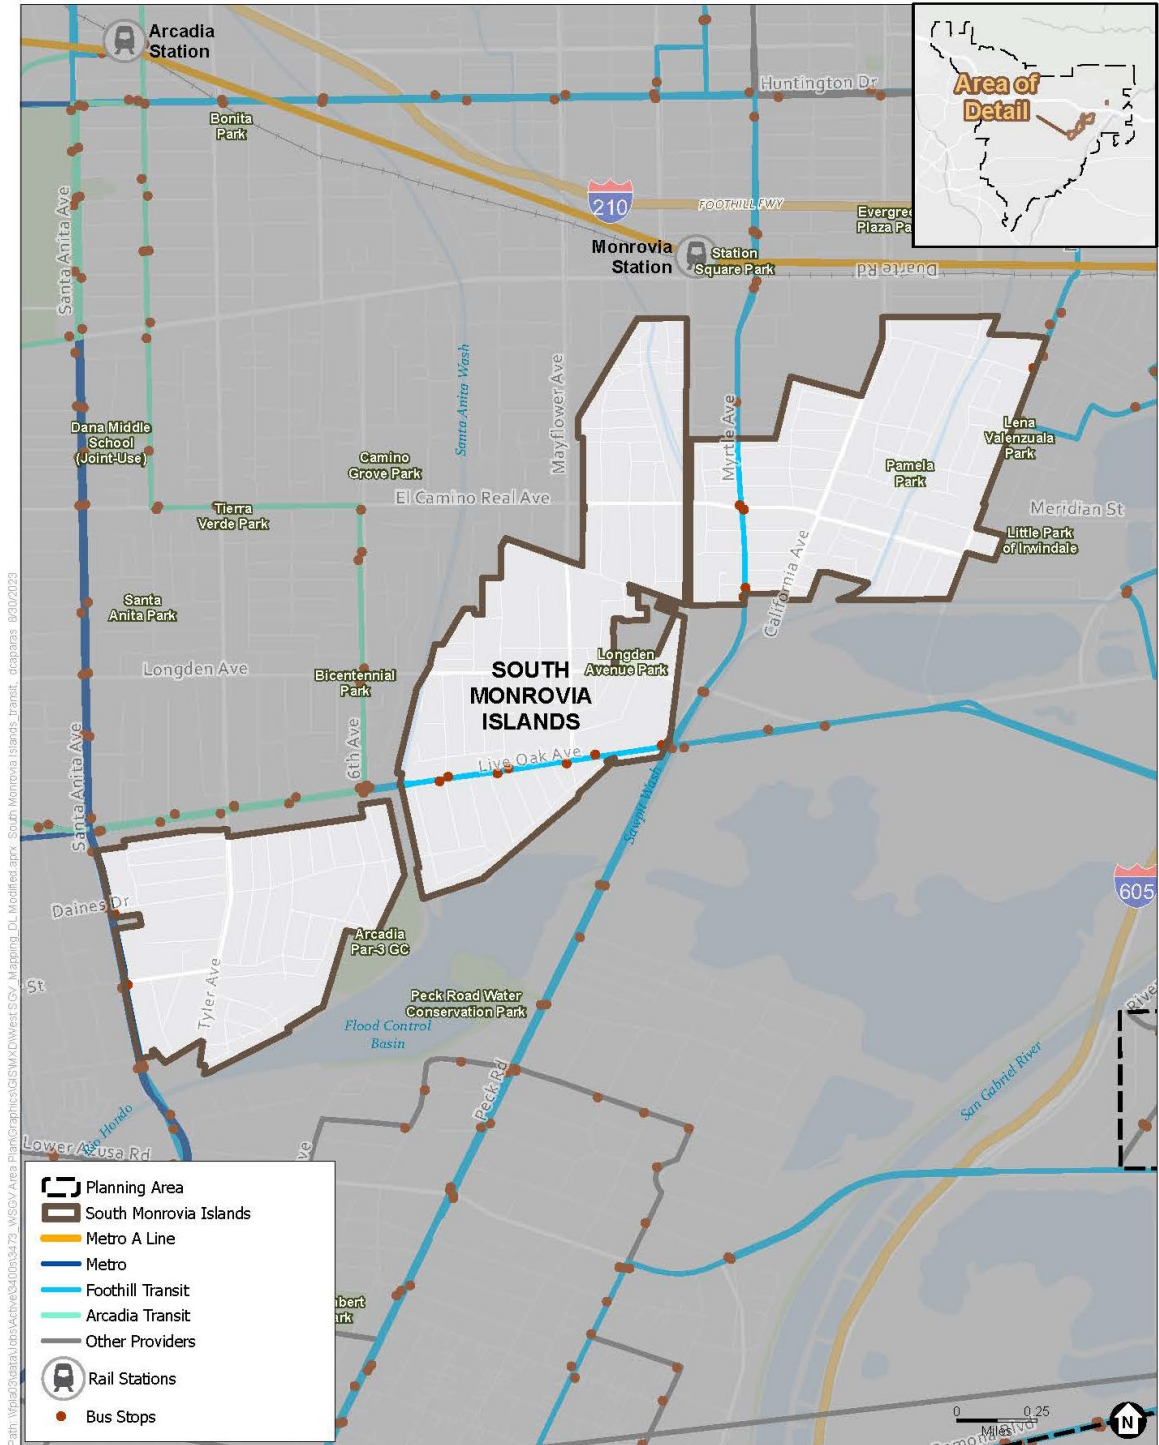 Arcadia
Station
Huntington Dr
Bonita
Park
Area of
Detail
Santa Anita Ave
210
FOOTHILL FWY
Evergree
Plaza Pa
Monrovia
Station
Station
Square Park
Duarte Rd
Santa Anita Wash
Mayflower Ave
Myrtle Ave
Dana Middle
School
(Joint-Use)
Camino
Grove Park
Lena
Valenzuala
Park
Pamela
Park
El Camino Real Ave
Tierra
Verde Park
Meridian St
Little Park
of Irwindale
California Ave
Santa
Anita Park
Longden Ave
Bicentennial
Park
Longden
Avenue Park
SOUTH
MONROVIA
ISLANDS
6th Ave
Live Oak Ave
Santa Anita Ave
Sawpit Wash
605
Daines Dr
Arcadia
Par-3 GC
St
Tyler Ave
Peck Road Water
Conservation Park
Flood Control
Basin
River
San Gabriel River
Peck Rd
Rio Hondo
Lower Azusa Rd
ve
Planning Area
South Monrovia Islands
Metro A Line
Metro
Foothill Transit
Arcadia Transit
Other Providers
Rail Stations
Bus Stops
bert
ark
0 0.25
Miles
N